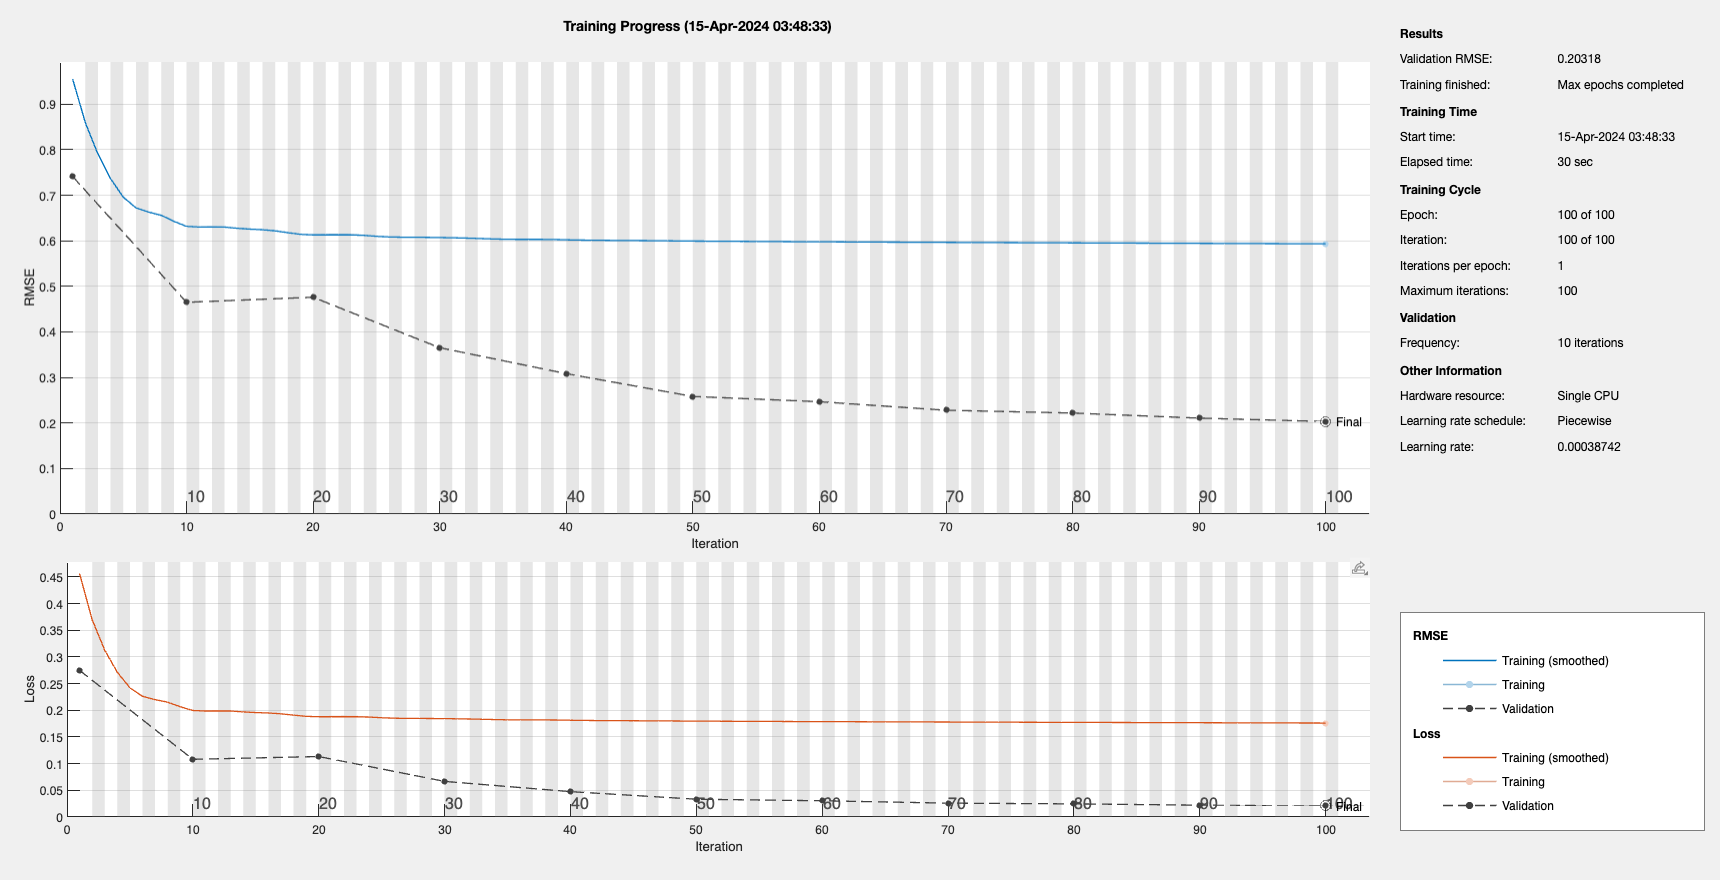 Training Progress (15-Apr-2024 03:48:33)
0.9
0.8
0.7
0.6
0.5
0.4
0.3
0.2
0.1
0
RMSE
Final
10 20 30 40 50 60 70 80 90 100
0 10 20 30 40 50 60 70 80 90 100
Iteration
0.45
0.4
0.35
0.3
0.25
0.2
0.15
0.1
0.05
0
Loss
10 20 30 40 50 60 70 80 90 100
Final
0 10 20 30 40 50 60 70 80 90 100
Iteration
Results
Validation RMSE: 0.20318
Training finished: Max epochs completed
Training Time
Start time: 15-Apr-2024 03:48:33
Elapsed time: 30 sec
Training Cycle
Epoch: 100 of 100
Iteration: 100 of 100
Iterations per epoch: 1
Maximum iterations: 100
Validation
Frequency: 10 iterations
Other Information
Hardware resource: Single CPU
Learning rate schedule: Piecewise
Learning rate: 0.00038742
RMSE
Training (smoothed)
Training
Validation
Loss
Training (smoothed)
Training
Validation